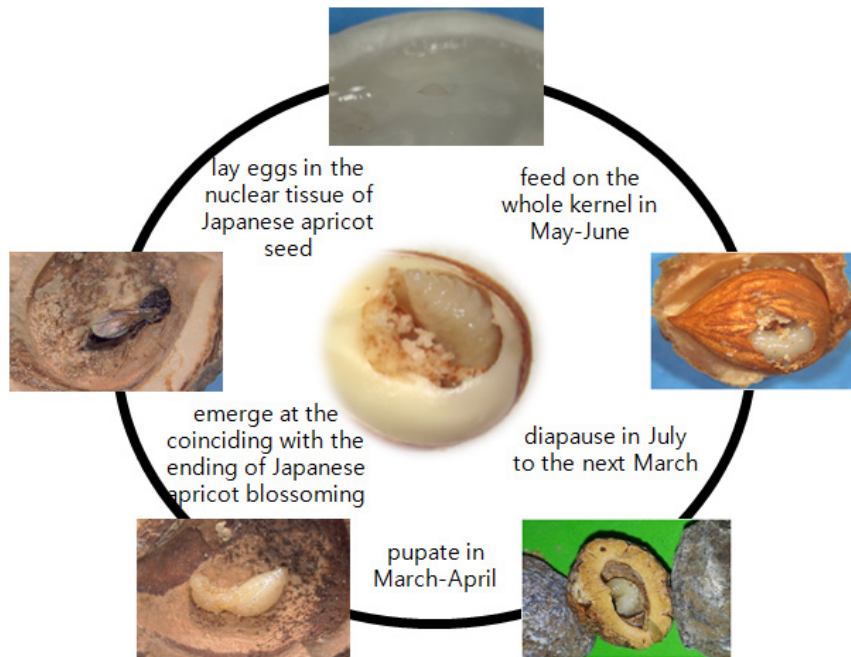 lay eggs in the
nuclear tissue of
Japanese apricot
seed
feed on the
whole kernel in
May-June
diapause in July
to the next March
pupate in
March-April
emerge at the
coinciding with the
ending of Japanese
apricot blossoming